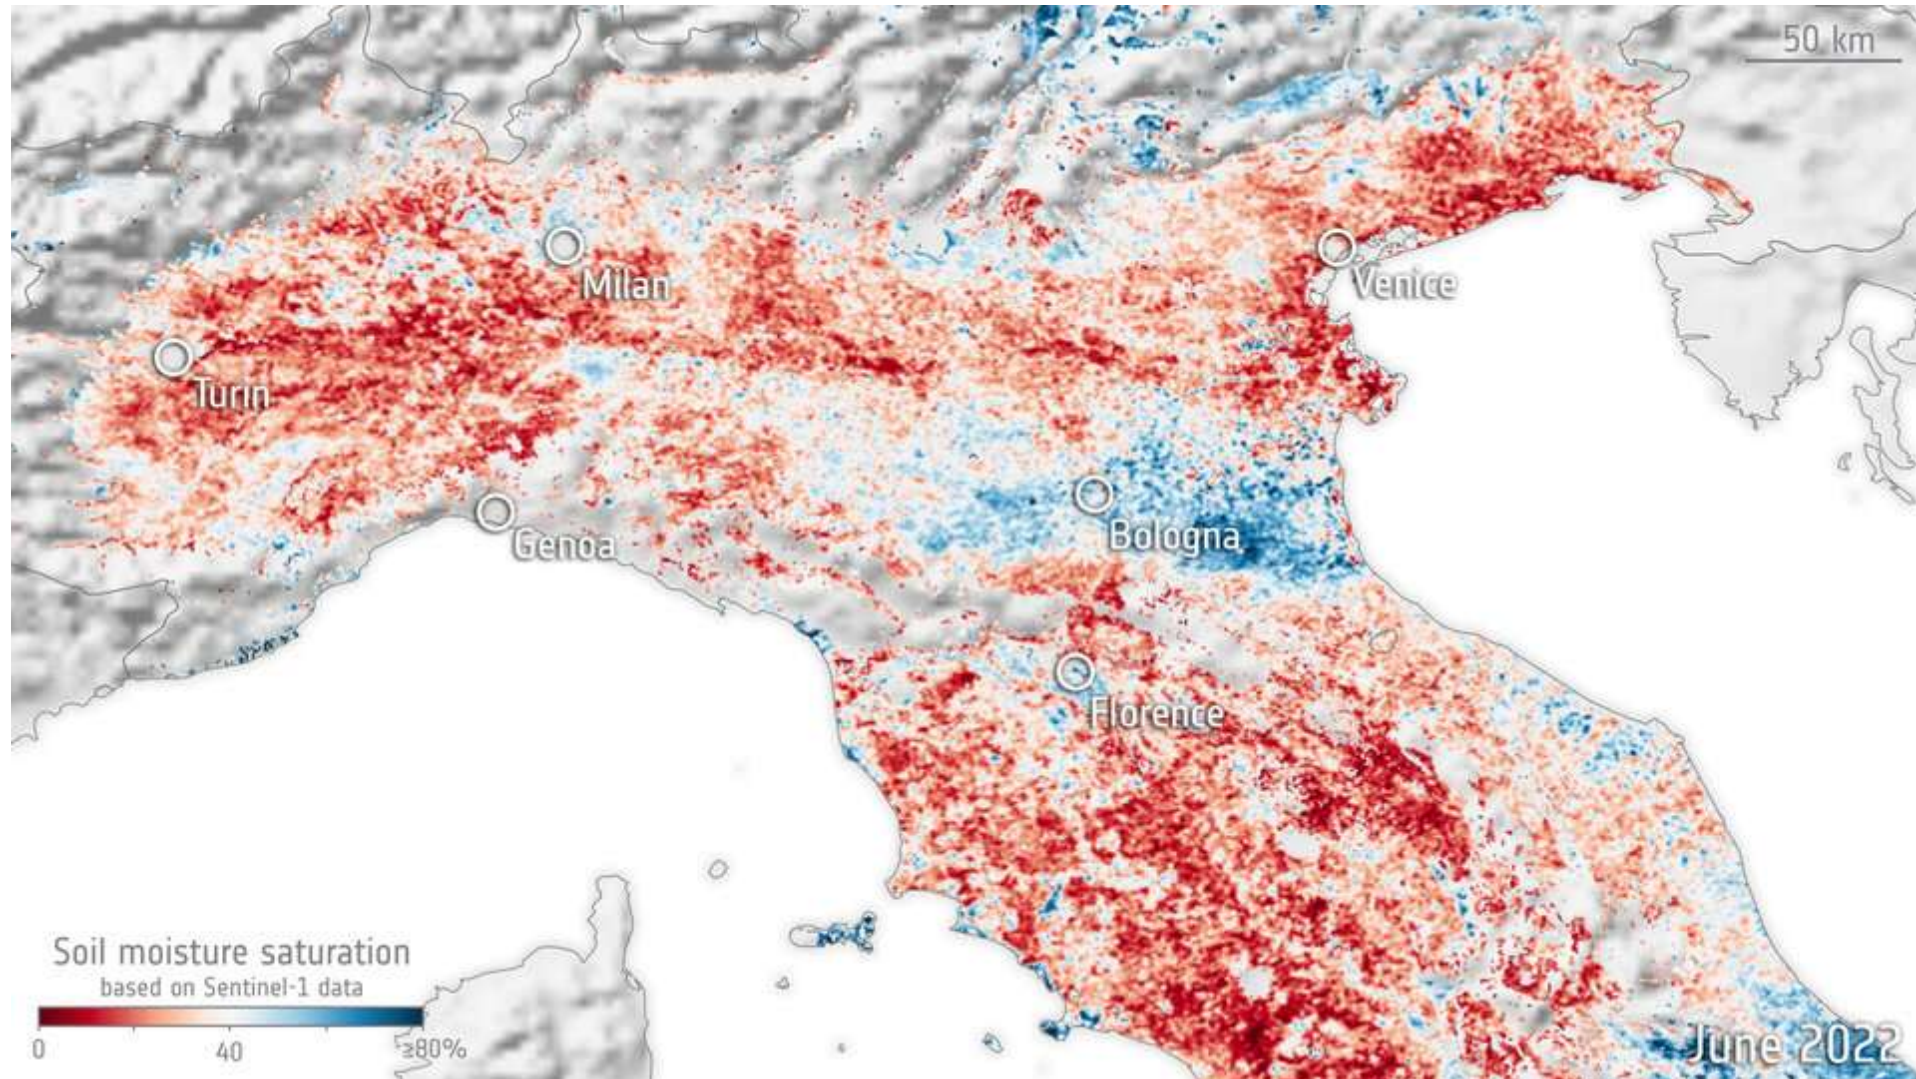 50 km
Milan
Venice
Turin
Genoa
Bologna
Florence
Soil moisture saturation
based on Sentinel-1 data
0 40 ≥80%
June 2022